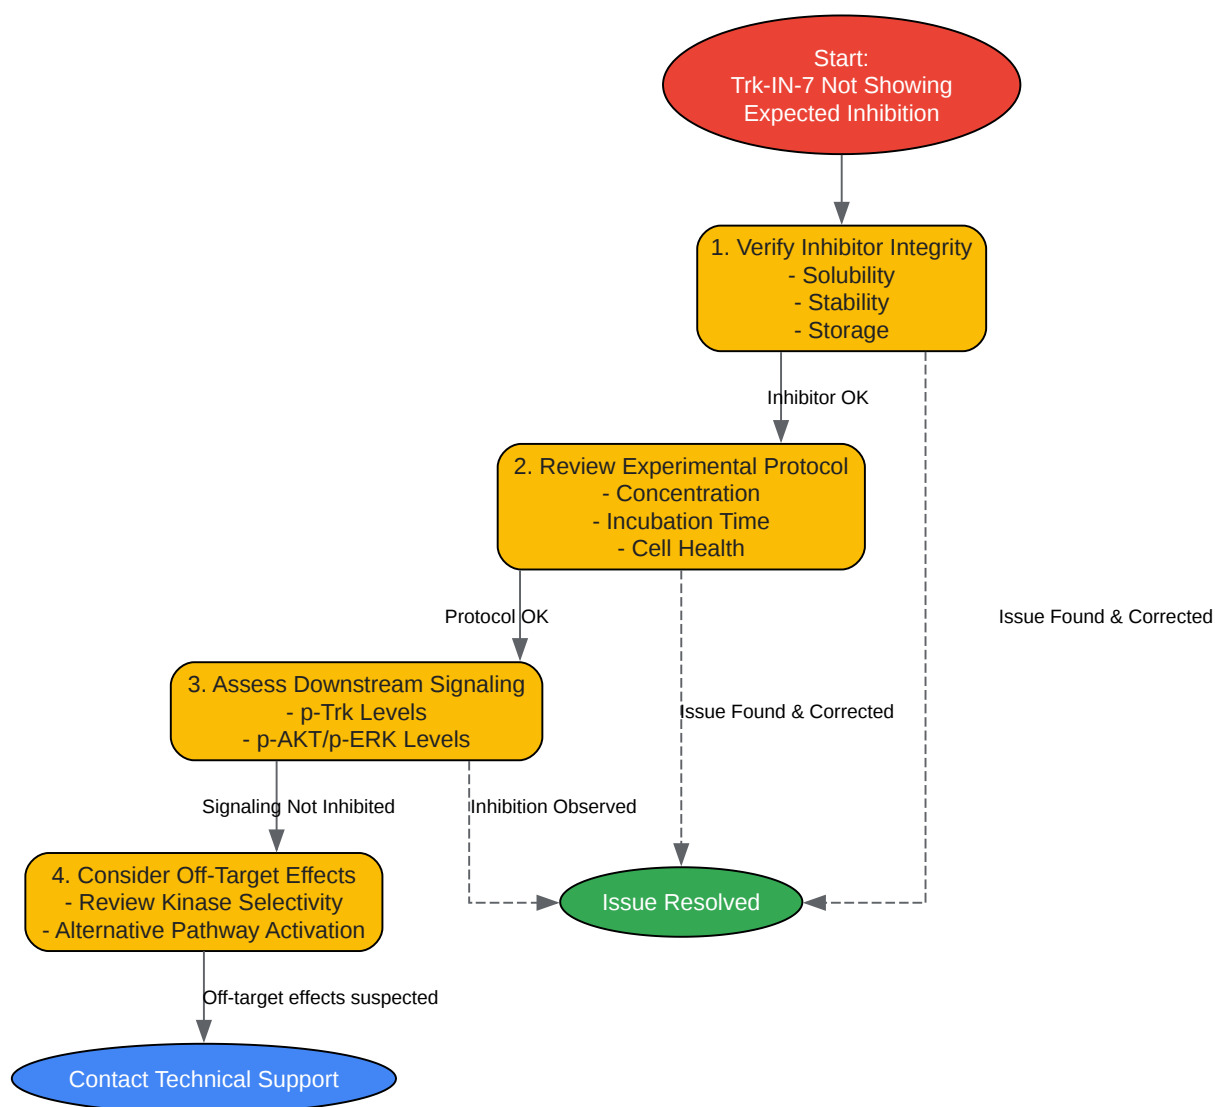 Start:
Trk-IN-7 Not Showing
Expected Inhibition
1. Verify Inhibitor Integrity
- Solubility
- Stability
- Storage
Inhibitor OK
2. Review Experimental Protocol
- Concentration
- Incubation Time
- Cell Health
Protocol OK
Issue Found & Corrected
3. Assess Downstream Signaling
- p-Trk Levels
- p-AKT/p-ERK Levels
Issue Found & Corrected
Signaling Not Inhibited
Inhibition Observed
4. Consider Off-Target Effects
- Review Kinase Selectivity
- Alternative Pathway Activation
Issue Resolved
Off-target effects suspected
Contact Technical Support